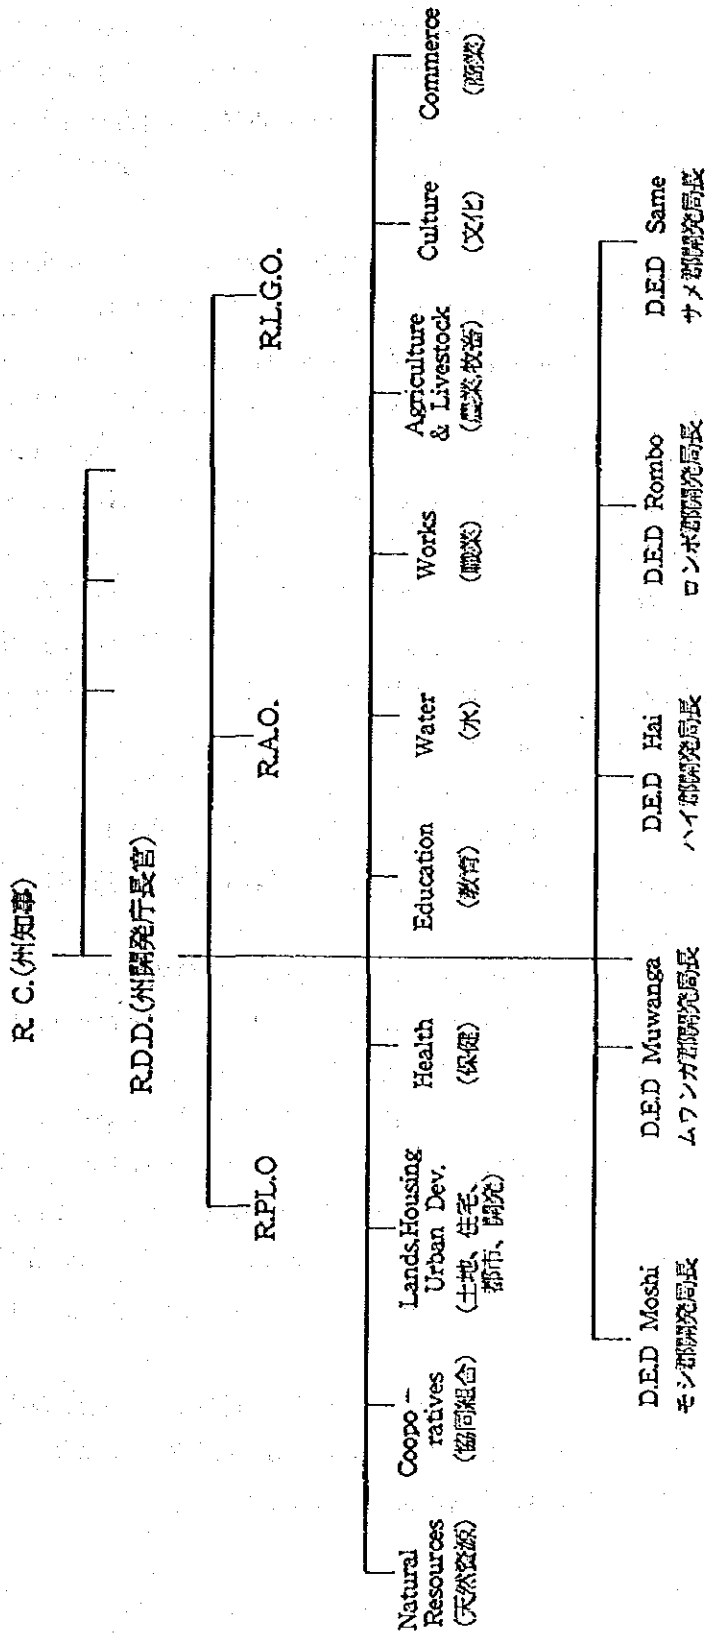 R. C.(州知事)
R.D.D.(州開発庁長官)
R.PL.O
R.A.O.
R.L.G.O.
Natural
Resources
(天然資源)
Coopo-
ratives
(協同組合)
Lands,Housing
Urban Dev.
(土地、住宅、
都市、開発)
Health
(保健)
Education
(教育)
Water
(水)
Works
(職業)
Agriculture
& Livestock
(農業,牧畜)
Culture
(文化)
Commerce
(商業)
D.E.D Moshi
モシ郡開発局長
D.E.D Muwanga
ムワンガ郡開発局長
D.E.D Hai
ハイ郡開発局長
D.E.D Rombo
ロンボ郡開発局長
D.E.D Same
サメ郡開発局長